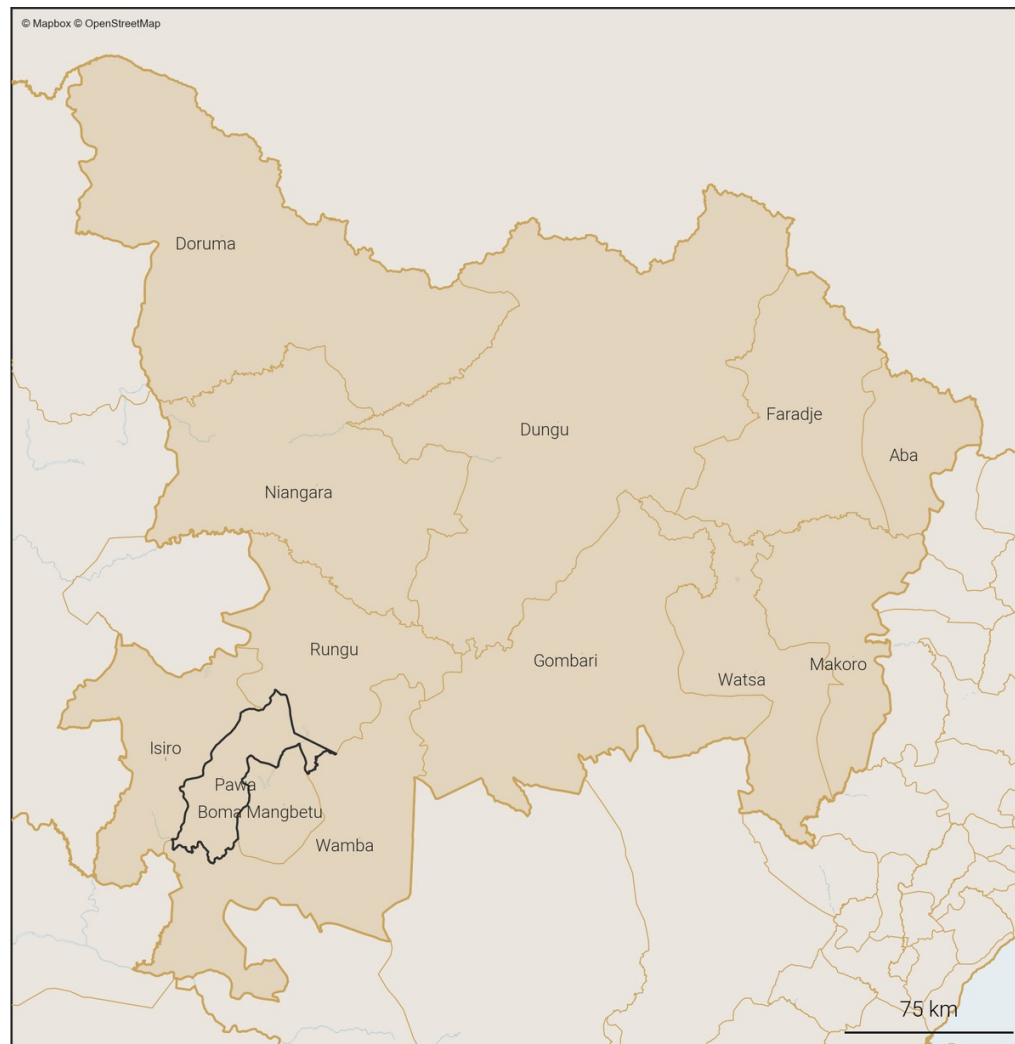 © Mapbox © OpenStreetMap
Doruma
Faradje
Dungu
Aba
Niangara
Rungu
Gombari
Makoro
Watsa
Isiro
Pawa
Boma Mangbetu
Wamba
75 km